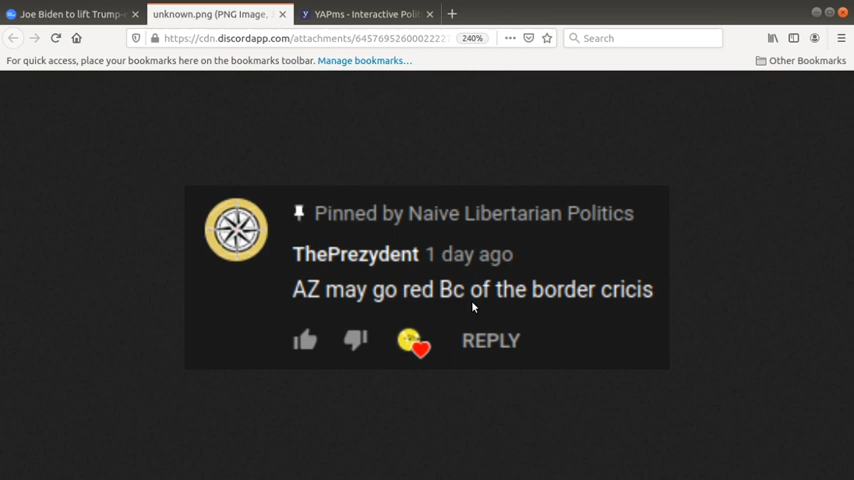 Joe Biden to lift Trump-
unknown.png (PNG Image,
YAPms - Interactive Polit
https://cdn.discordapp.com/attachments/64576952600022227
240%
Search
For quick access, place your bookmarks here on the bookmarks toolbar. Manage bookmarks…
Other Bookmarks
Pinned by Naive Libertarian Politics
ThePrezydent 1 day ago
AZ may go red Bc of the border cricis
REPLY